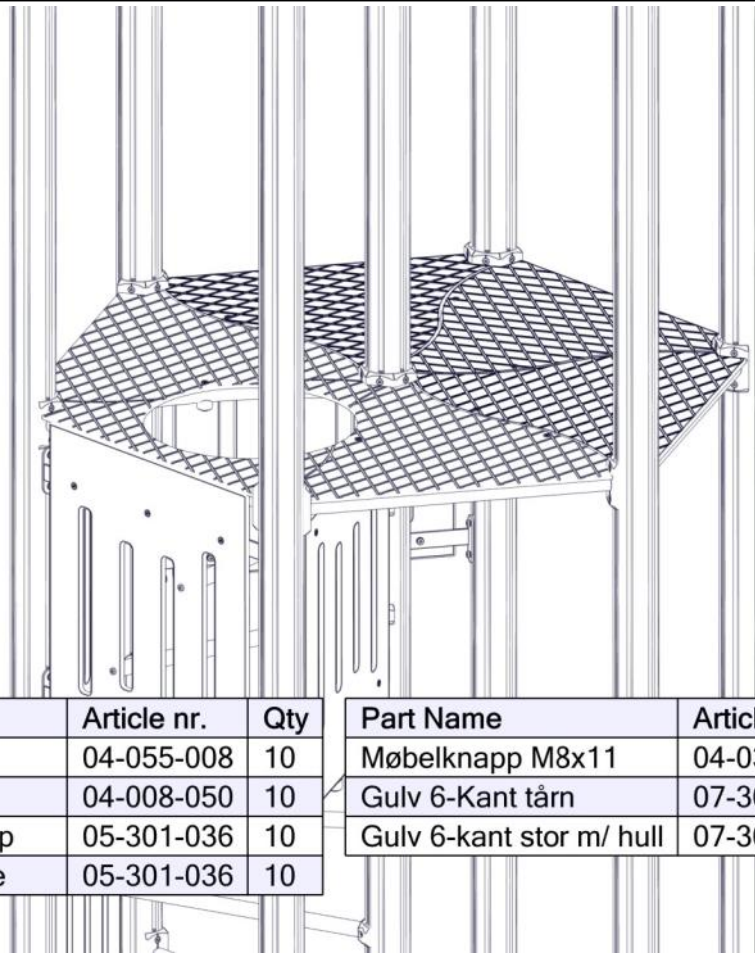 Article nr. Qty
04-055-008 10
04-008-050 10
05-301-036 10
05-301-036 10
Part Name
Møbelknapp M8x11
Gulv 6-Kant tårn
Gulv 6-kant stor m/ hull